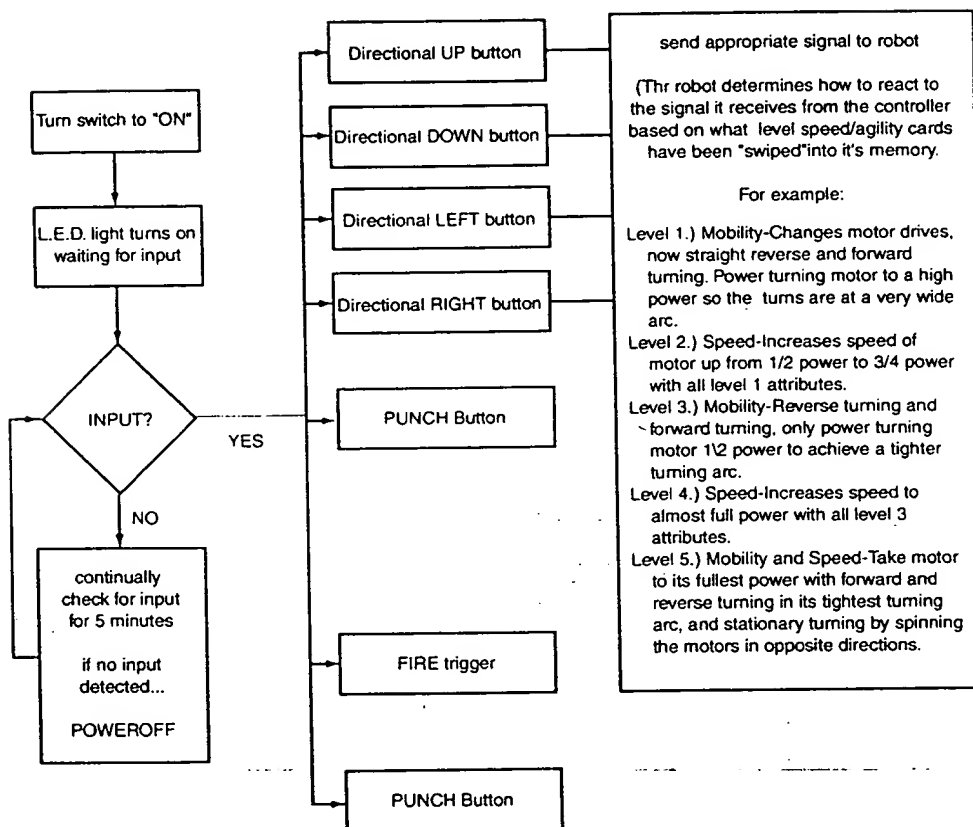 Turn switch to "ON"
L.E.D. light turns on
waiting for input
INPUT?
YES
NO
continually
check for input
for 5 minutes
if no input
detected...
POWEROFF
Directional UP button
Directional DOWN button
Directional LEFT button
Directional RIGHT button
PUNCH Button
FIRE trigger
PUNCH Button
send appropriate signal to robot
(Thr robot determines how to react to
the signal it receives from the controller
based on what level speed/agility cards
have been "swiped"into it's memory.
For example:
Level 1.) Mobility-Changes motor drives,
now straight reverse and forward
turning. Power turning motor to a high
power so the turns are at a very wide
arc.
Level 2.) Speed-Increases speed of
motor up from 1/2 power to 3/4 power
with all level 1 attributes.
Level 3.) Mobility-Reverse turning and
forward turning, only power turning
motor 1\2 power to achieve a tighter
turning arc.
Level 4.) Speed-Increases speed to
almost full power with all level 3
attributes.
Level 5.) Mobility and Speed-Take motor
to its fullest power with forward and
reverse turning in its tightest turning
arc, and stationary turning by spinning
the motors in opposite directions.